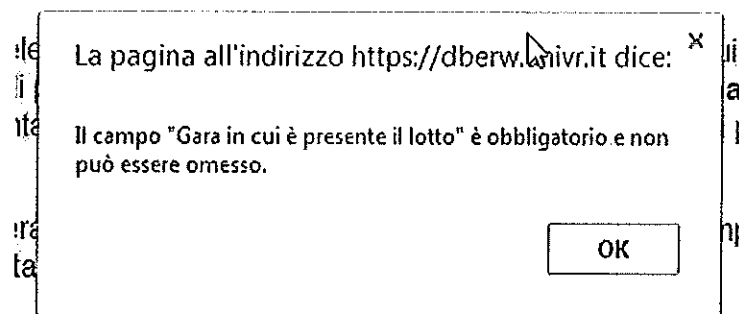 La pagina all'indirizzo https://dberw.univr.it dice:
Il campo "Gara in cui è presente il lotto" è obbligatorio e non
può essere omesso.
OK